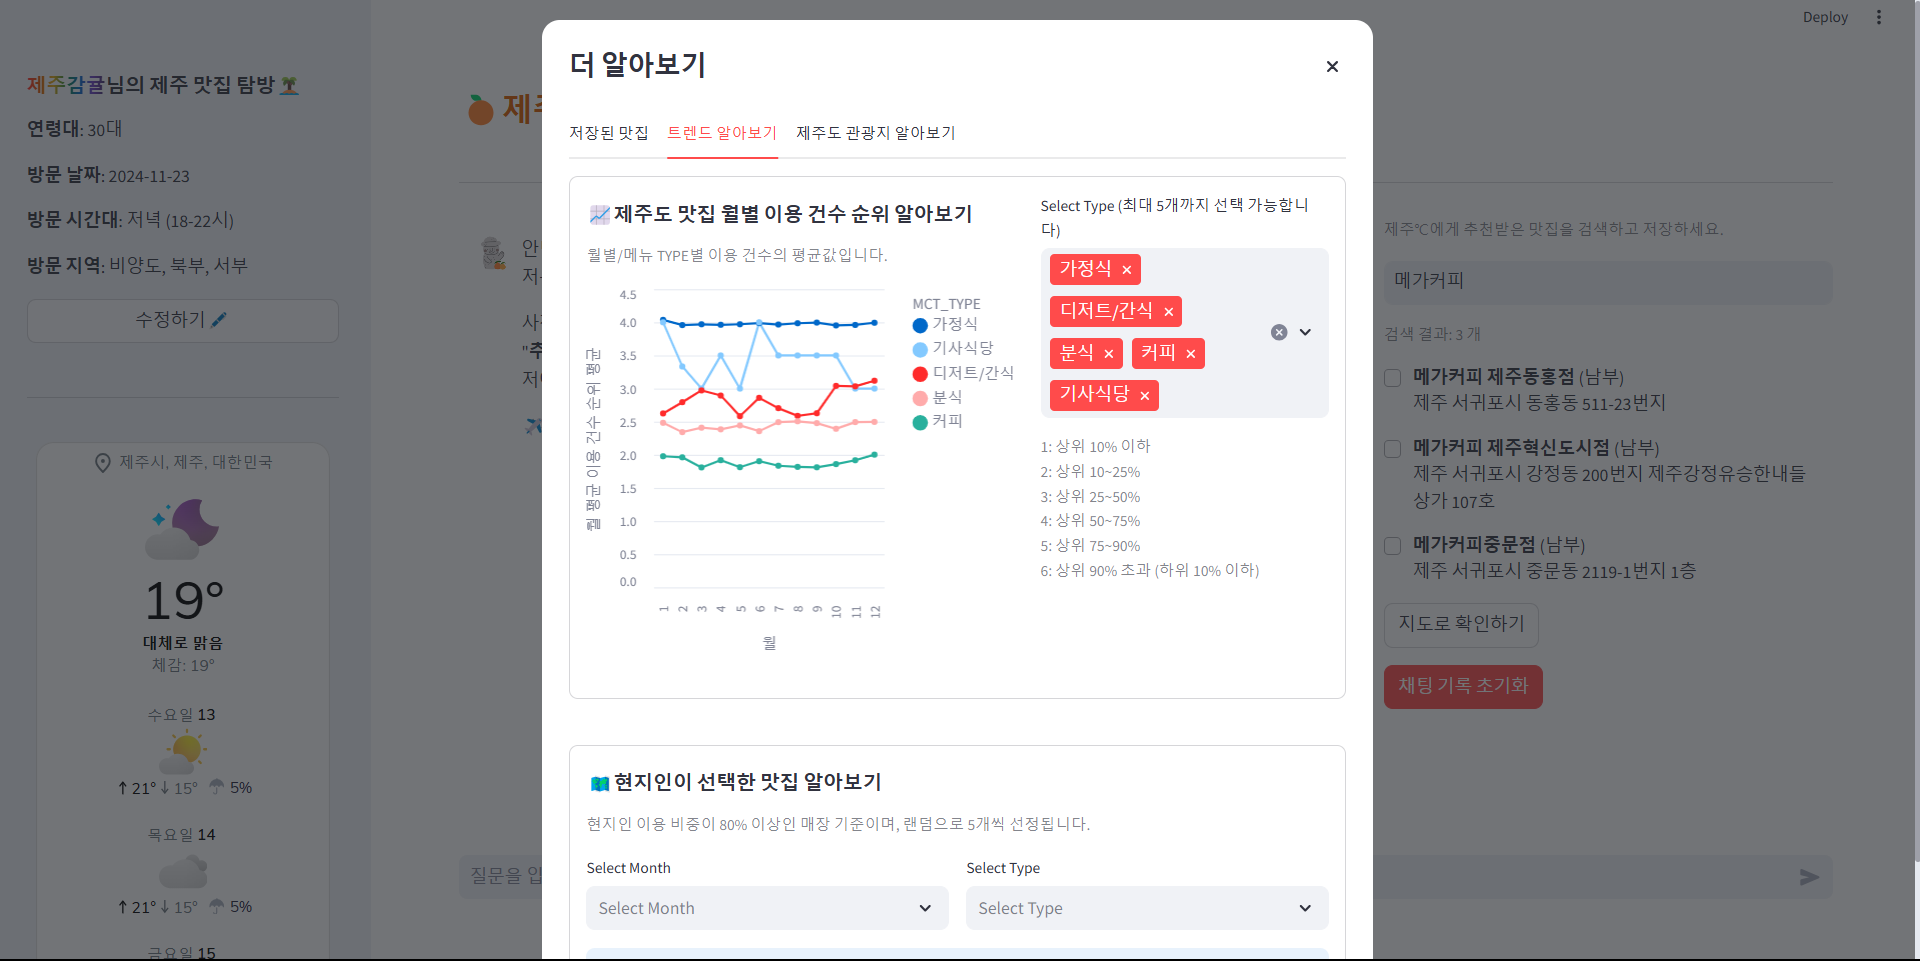 Deploy
제주감귤님의 제주 맛집 탐방
연령대: 30대
방문 날짜: 2024-11-23
방문 시간대: 저녁 (18-22시)
방문 지역: 비양도, 북부, 서부
수정하기
제주시, 제주, 대한민국
19°
대체로 맑음
체감: 19°
수요일 13
↑ 21° ↓ 15° 5%
목요일 14
↑ 21° ↓ 15° 5%
금요일 15
안
사
질문을 입
더 알아보기
×
저장된 맛집
트렌드 알아보기
제주도 관광지 알아보기
제주도 맛집 월별 이용 건수 순위 알아보기
월별/메뉴 TYPE별 이용 건수의 평균값입니다.
월 평균 이용 건수 순위 평균
4.5
4.0
3.5
3.0
2.5
2.0
1.5
1.0
0.5
0.0
1 2 3 4 5 6 7 8 9 10 11 12
월
MCT_TYPE
가정식
기사식당
디저트/간식
분식
커피
Select Type (최대 5개까지 선택 가능합니
다)
가정식 ×
디저트/간식 ×
분식 × 커피 ×
기사식당 ×
1: 상위 10% 이하
2: 상위 10~25%
3: 상위 25~50%
4: 상위 50~75%
5: 상위 75~90%
6: 상위 90% 초과 (하위 10% 이하)
현지인이 선택한 맛집 알아보기
현지인 이용 비중이 80% 이상인 매장 기준이며, 랜덤으로 5개씩 선정됩니다.
Select Month
Select Month
Select Type
Select Type
제주℃에게 추천받은 맛집을 검색하고 저장하세요.
메가커피
검색 결과: 3 개
메가커피 제주동홍점 (남부)
제주 서귀포시 동홍동 511-23번지
메가커피 제주혁신도시점 (남부)
제주 서귀포시 강정동 200번지 제주강정유승한내들
상가 107호
메가커피중문점 (남부)
제주 서귀포시 중문동 2119-1번지 1층
지도로 확인하기
채팅 기록 초기화